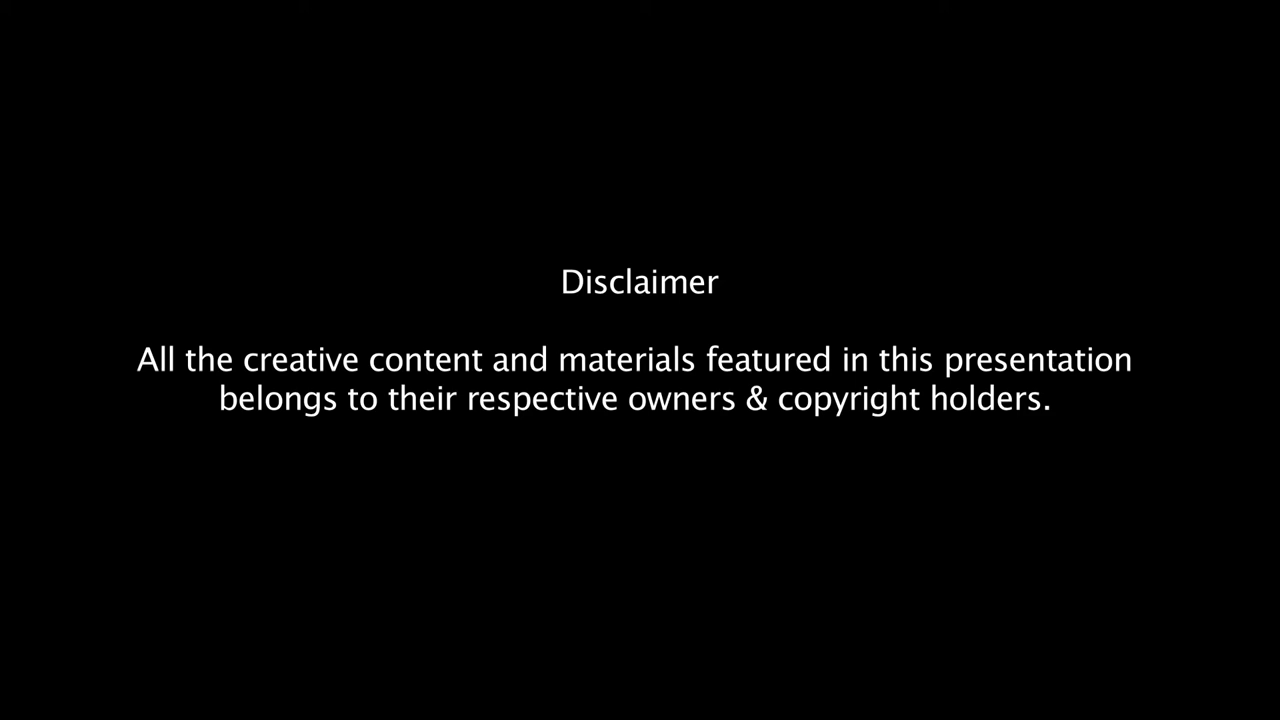 Disclaimer
All the creative content and materials featured in this presentation
belongs to their respective owners & copyright holders.